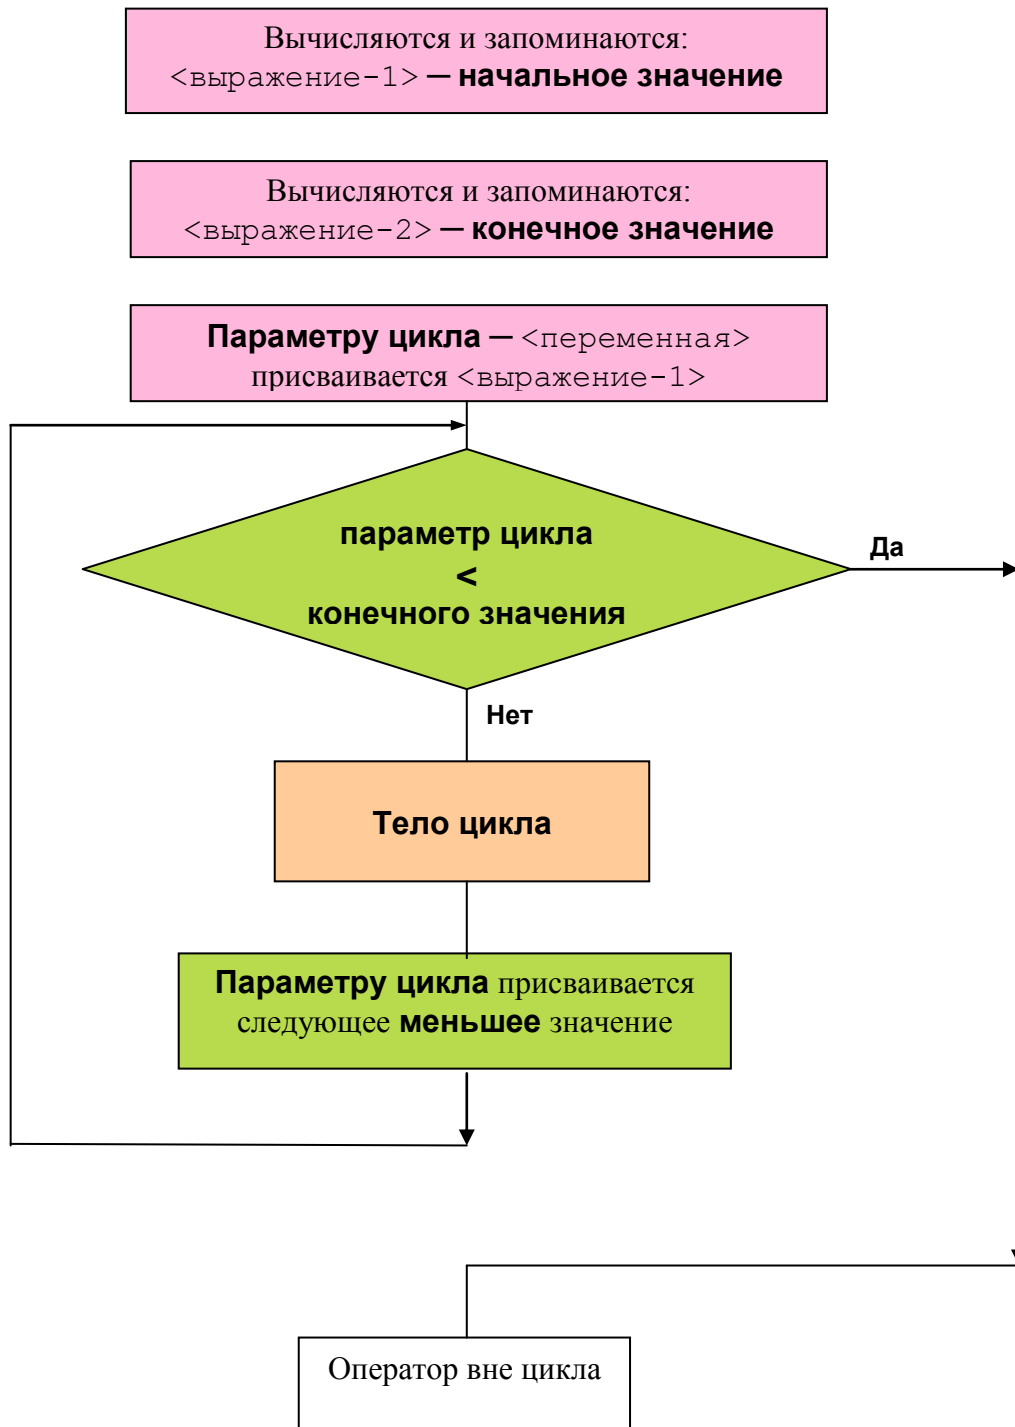 Вычисляются и запоминаются:
<выражение-1> — начальное значение
Вычисляются и запоминаются:
<выражение-2> — конечное значение
Параметру цикла — <переменная>
присваивается <выражение-1>
параметр цикла
<
конечного значения
Да
Нет
Тело цикла
Параметру цикла присваивается
следующее меньшее значение
Оператор вне цикла